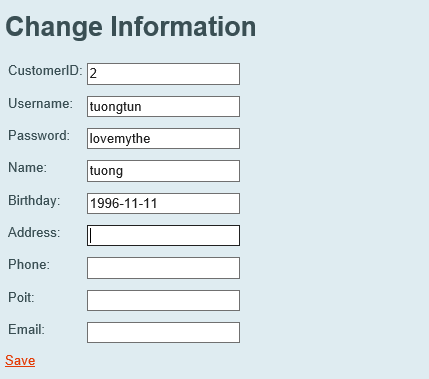 Change Information
CustomerID: 2
Username: tuongtun
Password: lovemythe
Name: tuong
Birthday: 1996-11-11
Address:
Phone:
Poit:
Email:
Save